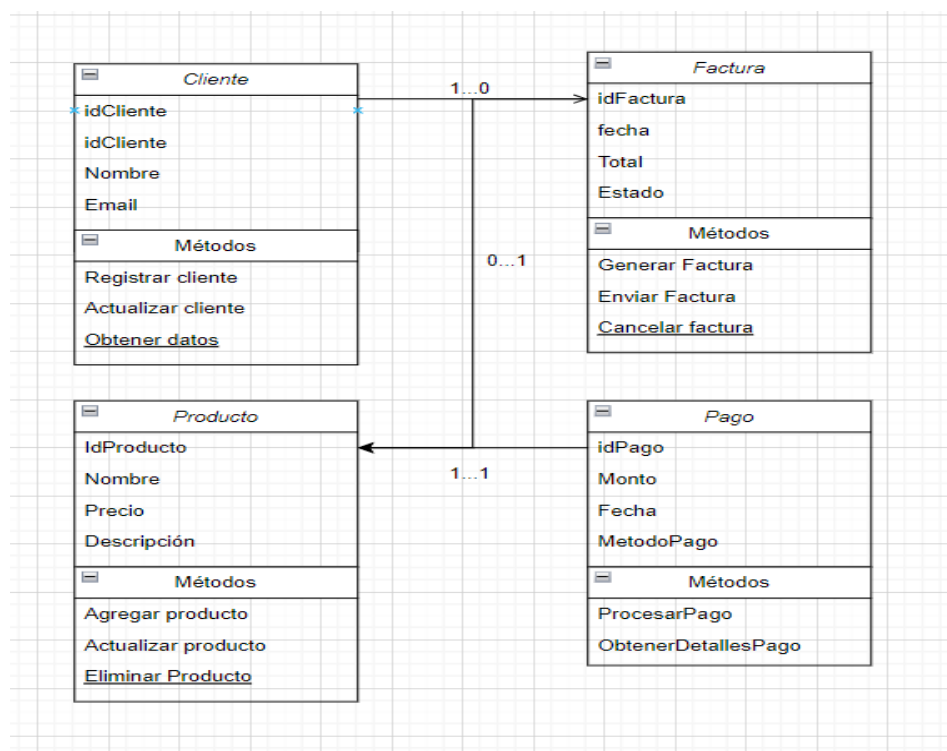 Cliente
idCliente
idCliente
Nombre
Email
Métodos
Registrar cliente
Actualizar cliente
Obtener datos
1...0
0...1
Factura
idFactura
fecha
Total
Estado
Métodos
Generar Factura
Enviar Factura
Cancelar factura
Producto
IdProducto
Nombre
Precio
Descripción
Métodos
Agregar producto
Actualizar producto
Eliminar Producto
1...1
Pago
idPago
Monto
Fecha
MetodoPago
Métodos
ProcesarPago
ObtenerDetallesPago